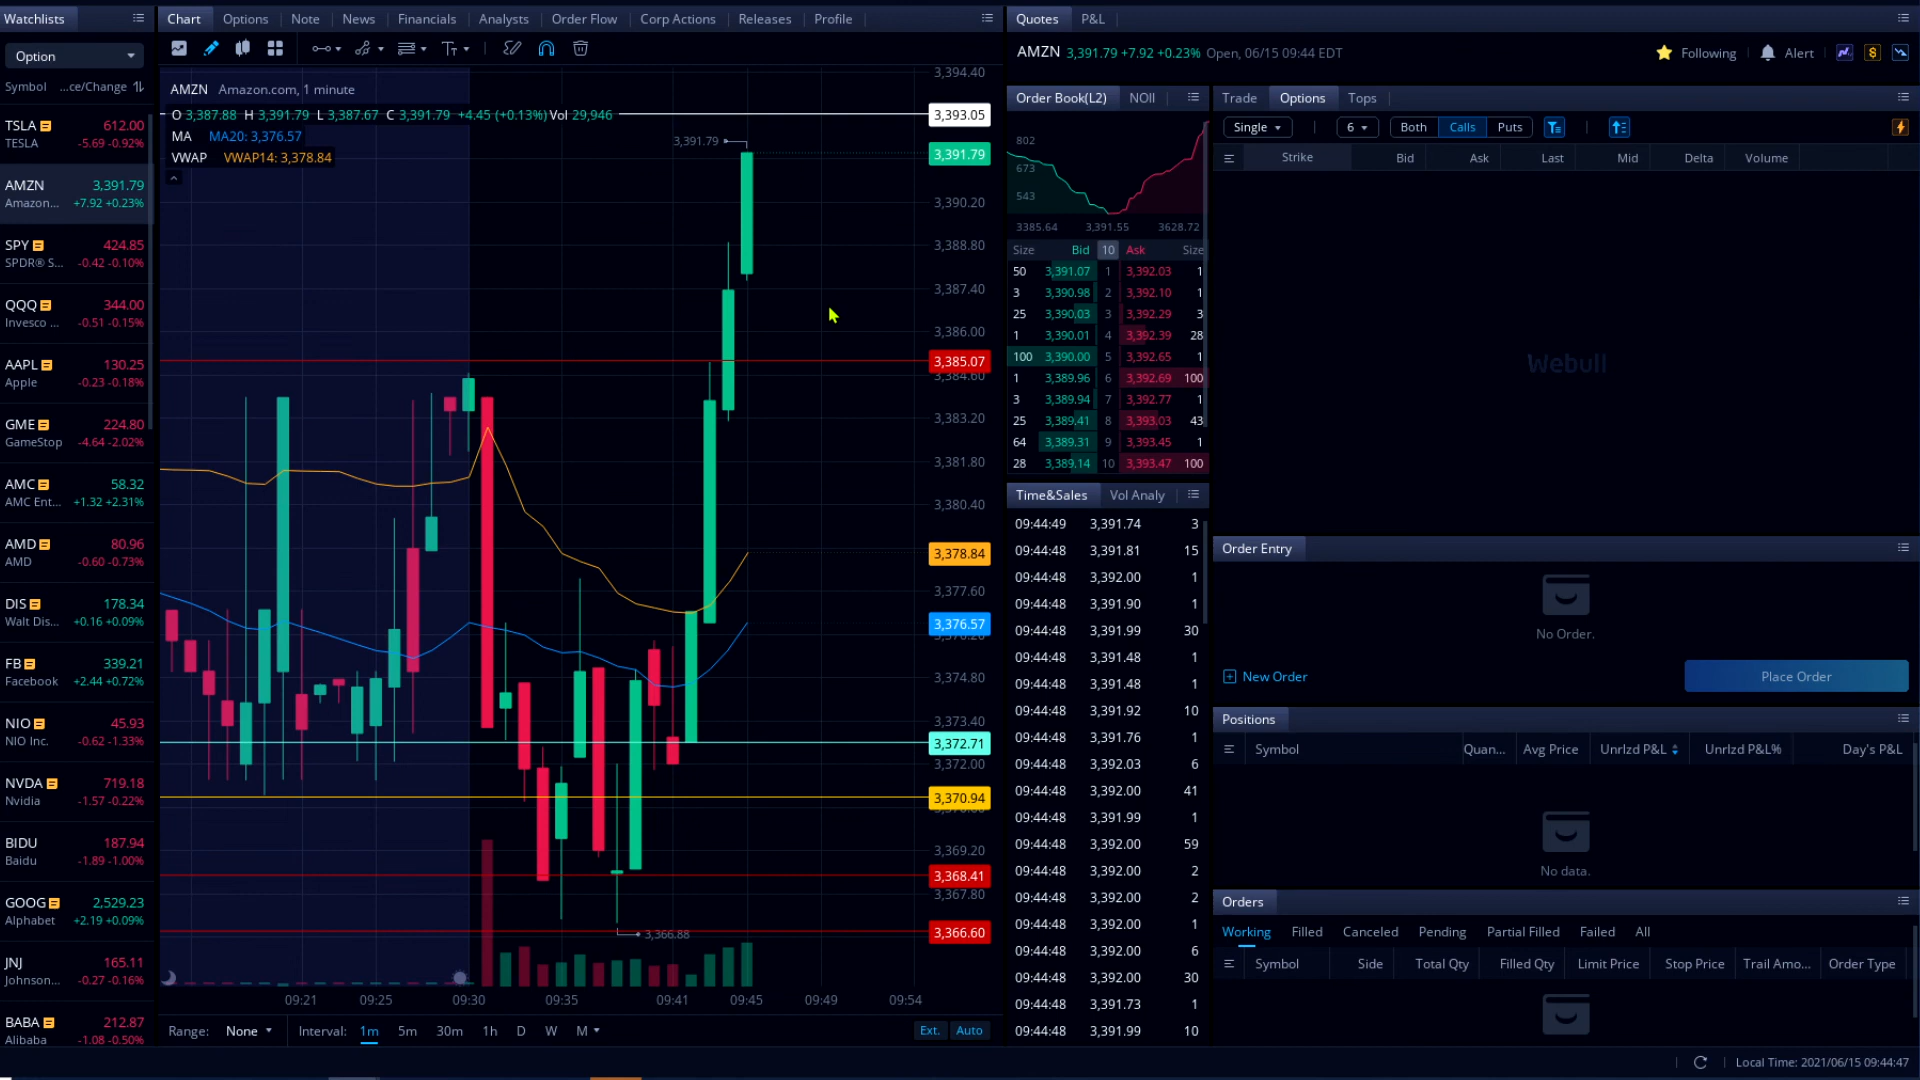 Watchlists
Option
Symbol ...ce/Change
TSLA 612.00
TESLA -5.69 -0.92%
AMZN 3,391.79
Amazon... +7.92 +0.23%
SPY 424.85
SPDR® S... -0.42 -0.10%
QQQ 344.00
Invesco ... -0.51 -0.15%
AAPL 130.25
Apple -0.23 -0.18%
GME 224.80
GameStop -4.64 -2.02%
AMC 58.32
AMC Ent... +1.32 +2.31%
AMD 80.96
AMD -0.60 -0.73%
DIS 178.34
Walt Dis... +0.16 +0.09%
FB 339.21
Facebook +2.44 +0.72%
NIO 45.93
NIO Inc. -0.62 -1.33%
NVDA 719.18
Nvidia -1.57 -0.22%
BIDU 187.94
Baidu -1.89 -1.00%
GOOG 2,529.23
Alphabet +2.19 +0.09%
JNJ 165.11
Johnson... -0.27 -0.16%
BABA 212.87
Alibaba -1.08 -0.50%
Chart Options Note News Financials Analysts Order Flow Corp Actions Releases Profile
AMZN Amazon.com, 1 minute
O 3,387.88 H 3,391.79 L 3,387.67 C 3,391.79 +4.45 (+0.13%) Vol 29,946
MA MA20: 3,376.57
VWAP VWAP14: 3,378.84
3,391.79
3,366.88
3,394.40
3,393.05
3,391.79
3,390.20
3,388.80
3,387.40
3,386.00
3,385.07
3,384.60
3,383.20
3,381.80
3,380.40
3,378.84
3,377.60
3,376.57
3,376.20
3,374.80
3,373.40
3,372.71
3,372.00
3,370.94
3,369.20
3,368.41
3,367.80
3,366.60
09:21 09:25 09:30 09:35 09:41 09:45 09:49 09:54
Range: None Interval: 1m 5m 30m 1h D W M Ext. Auto
Quotes P&L
AMZN 3,391.79 +7.92 +0.23% Open, 06/15 09:44 EDT
Following Alert
Order Book(L2) NOII
802
673
543
3385.64 3,391.55 3628.72
Size Bid 10 Ask Size
50 3,391.07 1 3,392.03 1
3 3,390.98 2 3,392.10 1
25 3,390.03 3 3,392.29 3
1 3,390.01 4 3,392.39 28
100 3,390.00 5 3,392.65 1
1 3,389.96 6 3,392.69 100
3 3,389.94 7 3,392.77 1
25 3,389.41 8 3,393.03 43
64 3,389.31 9 3,393.45 1
28 3,389.14 10 3,393.47 100
Time&Sales Vol Analy
09:44:49 3,391.74 3
09:44:48 3,391.81 15
09:44:48 3,392.00 1
09:44:48 3,391.90 1
09:44:48 3,391.99 30
09:44:48 3,391.48 1
09:44:48 3,391.48 1
09:44:48 3,391.92 10
09:44:48 3,391.76 1
09:44:48 3,392.03 6
09:44:48 3,392.00 41
09:44:48 3,391.99 1
09:44:48 3,392.00 59
09:44:48 3,392.00 2
09:44:48 3,392.00 2
09:44:48 3,392.00 1
09:44:48 3,392.00 6
09:44:48 3,392.00 30
09:44:48 3,391.73 1
09:44:48 3,391.99 10
Trade Options Tops
Single 6 Both Calls Puts
Strike Bid Ask Last Mid Delta Volume
Webull
Order Entry
No Order.
New Order Place Order
Positions
Symbol Quan... Avg Price Unrlzd P&L Unrlzd P&L% Day's P&L
No data.
Orders
Working Filled Canceled Pending Partial Filled Failed All
Symbol Side Total Qty Filled Qty Limit Price Stop Price Trail Amo... Order Type
Local Time: 2021/06/15 09:44:47